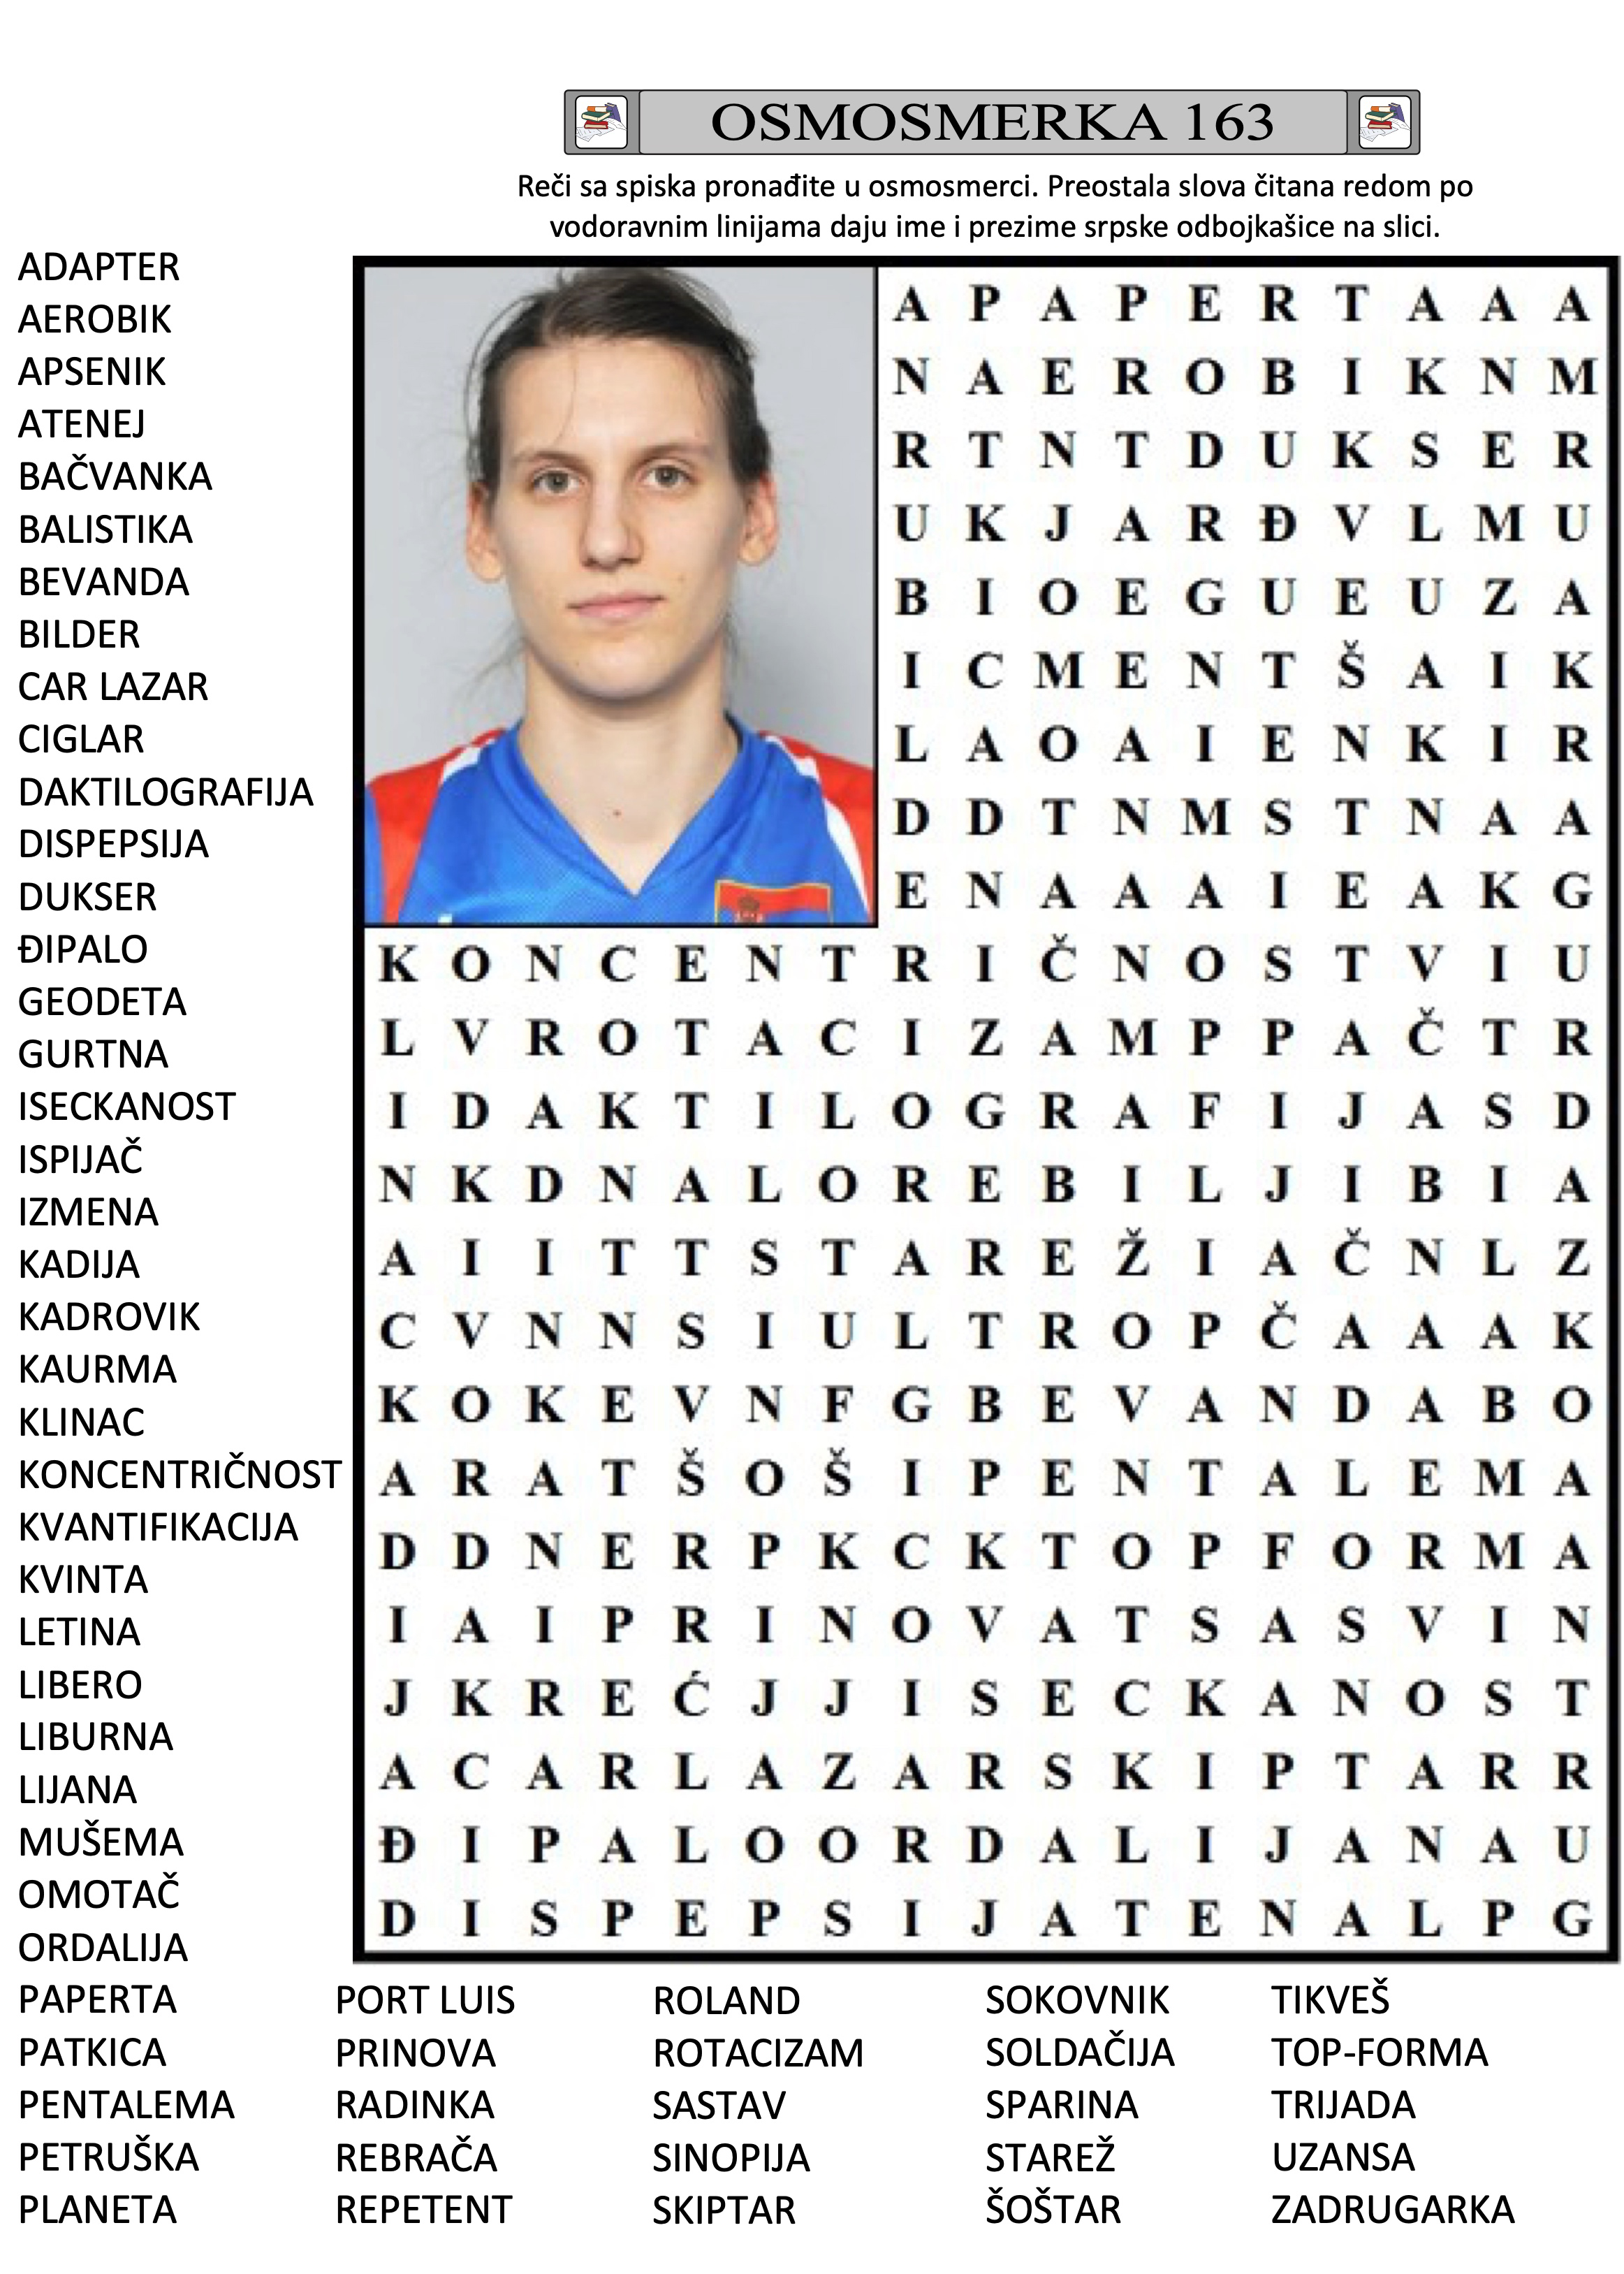 OSMOSMERKA 163
Reči sa spiska pronađite u osmosmerci. Preostala slova čitana redom po
vodoravnim linijama daju ime i prezime srpske odbojkašice na slici.
ADAPTER
AEROBIK
APSENIK
ATENEJ
BAČVANKA
BALISTIKA
BEVANDA
BILDER
CAR LAZAR
CIGLAR
DAKTILOGRAFIJA
DISPEPSIJA
DUKSER
ĐIPALO
GEODETA
GURTNA
ISECKANOST
ISPIJAČ
IZMENA
KADIJA
KADROVIK
KAURMA
KLINAC
KONCENTRIČNOST
KVANTIFIKACIJA
KVINTA
LETINA
LIBERO
LIBURNA
LIJANA
MUŠEMA
OMOTAČ
ORDALIJA
PAPERTA
PATKICA
PENTALEMA
PETRUŠKA
PLANETA
A P A P E R T A A A
N A E R O B I K N M
R T N T D U K S E R
U K J A R Đ V L M U
B I O E G U E U Z A
I C M E N T Š A I K
L A O A I E N K I R
D D T N M S T N A A
E N A A A I E A K G
K O N C E N T R I Č N O S T V I U
L V R O T A C I Z A M P P A Č T R
I D A K T I L O G R A F I J A S D
N K D N A L O R E B I L J I B I A
A I I T T S T A R E Ž I A Č N L Z
C V N N S I U L T R O P Č A A A K
K O K E V N F G B E V A N D A B O
A R A T Š O Š I P E N T A L E M A
D D N E R P K C K T O P F O R M A
I A I P R I N O V A T S A S V I N
J K R E Ć J J I S E C K A N O S T
A C A R L A Z A R S K I P T A R R
Đ I P A L O O R D A L I J A N A U
D I S P E P S I J A T E N A L P G
PORT LUIS
PRINOVA
RADINKA
REBRAČA
REPETENT
ROLAND
ROTACIZAM
SASTAV
SINOPIJA
SKIPTAR
SOKOVNIK
SOLDAČIJA
SPARINA
STAREŽ
ŠOŠTAR
TIKVEŠ
TOP-FORMA
TRIJADA
UZANSA
ZADRUGARKA